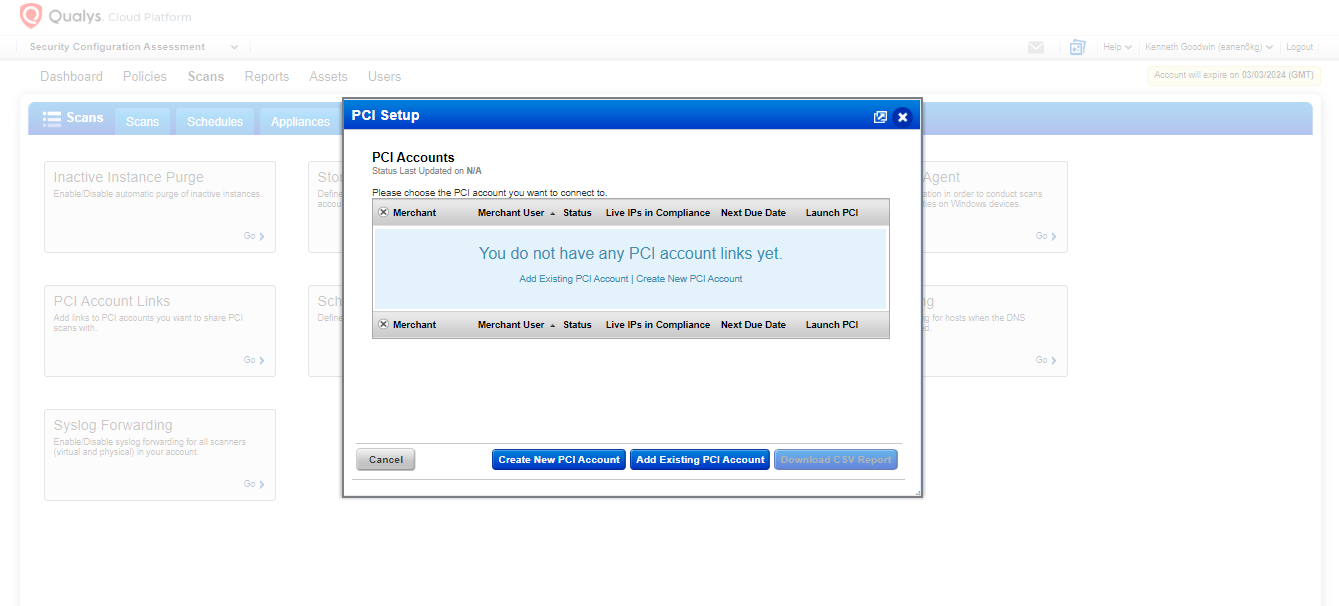 Qualys. Cloud Platform
Security Configuration Assessment
Help
Kenneth Goodwin (eanen5kg)
Logout
Dashboard Policies Scans Reports Assets Users
Account will expire on 03/03/2024 (GMT)
Scans
Scans
Schedules
Appliances
PCI Setup
PCI Accounts
Status Last Updated on N/A
Please choose the PCI account you want to connect to.
Merchant Merchant User Status Live IPs in Compliance Next Due Date Launch PCI
You do not have any PCI account links yet.
Add Existing PCI Account | Create New PCI Account
Merchant Merchant User Status Live IPs in Compliance Next Due Date Launch PCI
Cancel
Create New PCI Account
Add Existing PCI Account
Download CSV Report
Inactive Instance Purge
Enable/Disable automatic purge of inactive instances.
Go
Sto
Define
accou
Agent
ation in order to conduct scans
ies on Windows devices.
Go
PCI Account Links
Add links to PCI accounts you want to share PCI
scans with.
Go
Sch
Define
ng
g for hosts when the DNS
d.
Go
Syslog Forwarding
Enable/Disable syslog forwarding for all scanners
(virtual and physical) in your account.
Go